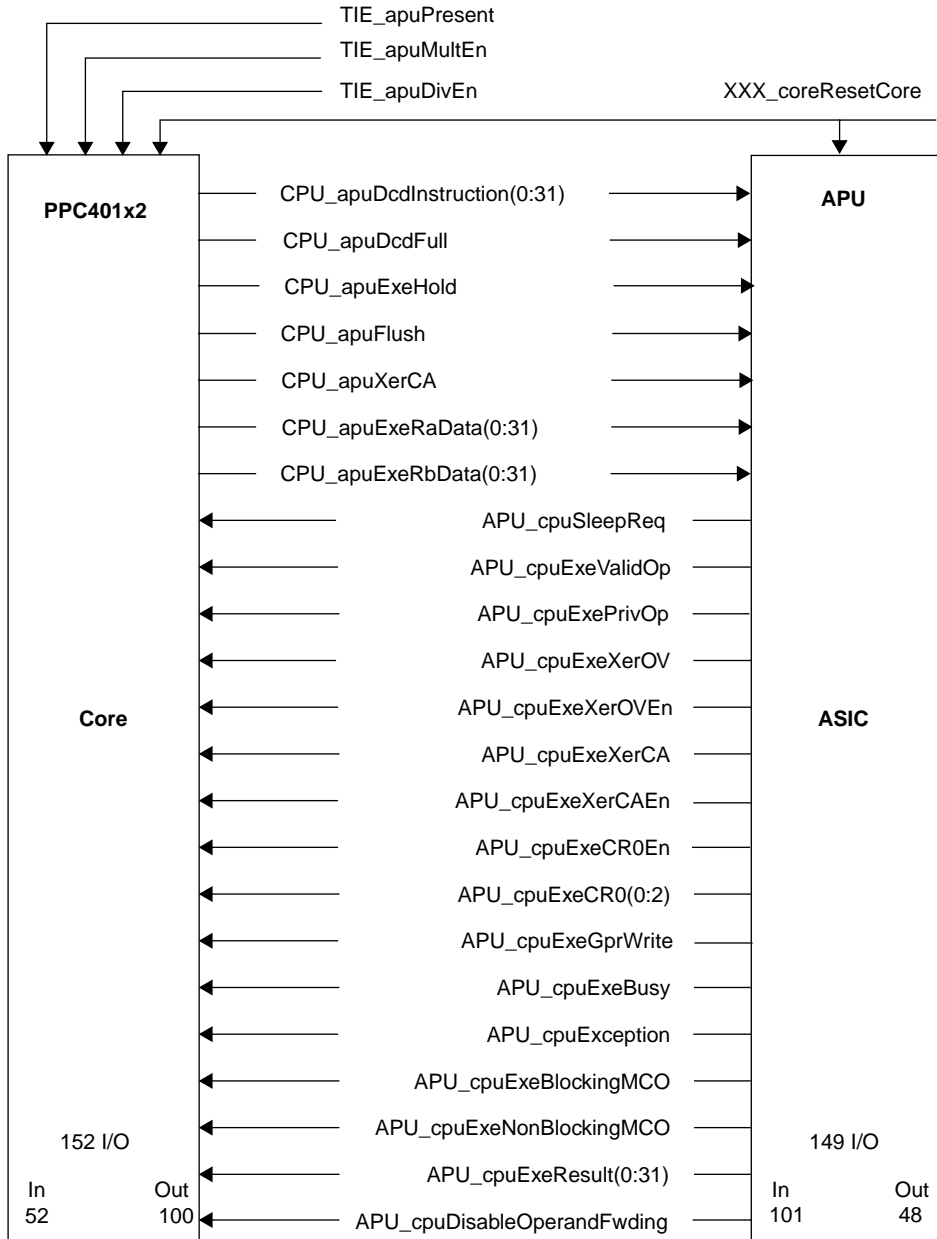 TIE_apuPresent
TIE_apuMultEn
TIE_apuDivEn
XXX_coreResetCore
PPC401x2
APU
CPU_apuDcdInstruction(0:31)
CPU_apuDcdFull
CPU_apuExeHold
CPU_apuFlush
CPU_apuXerCA
CPU_apuExeRaData(0:31)
CPU_apuExeRbData(0:31)
APU_cpuSleepReq
APU_cpuExeValidOp
APU_cpuExePrivOp
APU_cpuExeXerOV
APU_cpuExeXerOVEn
Core
ASIC
APU_cpuExeXerCA
APU_cpuExeXerCAEn
APU_cpuExeCR0En
APU_cpuExeCR0(0:2)
APU_cpuExeGprWrite
APU_cpuExeBusy
APU_cpuException
APU_cpuExeBlockingMCO
APU_cpuExeNonBlockingMCO
APU_cpuExeResult(0:31)
APU_cpuDisableOperandFwding
152 I/O
In Out
52 100
149 I/O
In Out
101 48